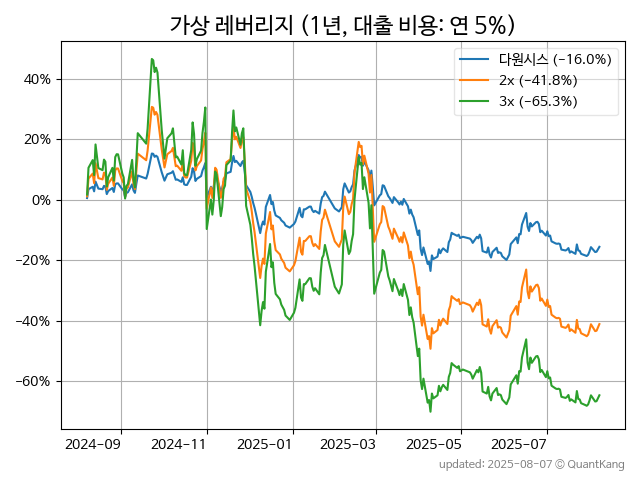 가상 레버리지 (1년, 대출 비용: 연 5%)
다원시스 (−16.0%)
2x (−41.8%)
3x (−65.3%)
40%
20%
0%
−20%
−40%
−60%
2024-09 2024-11 2025-01 2025-03 2025-05 2025-07
updated: 2025-08-07 © QuantKang